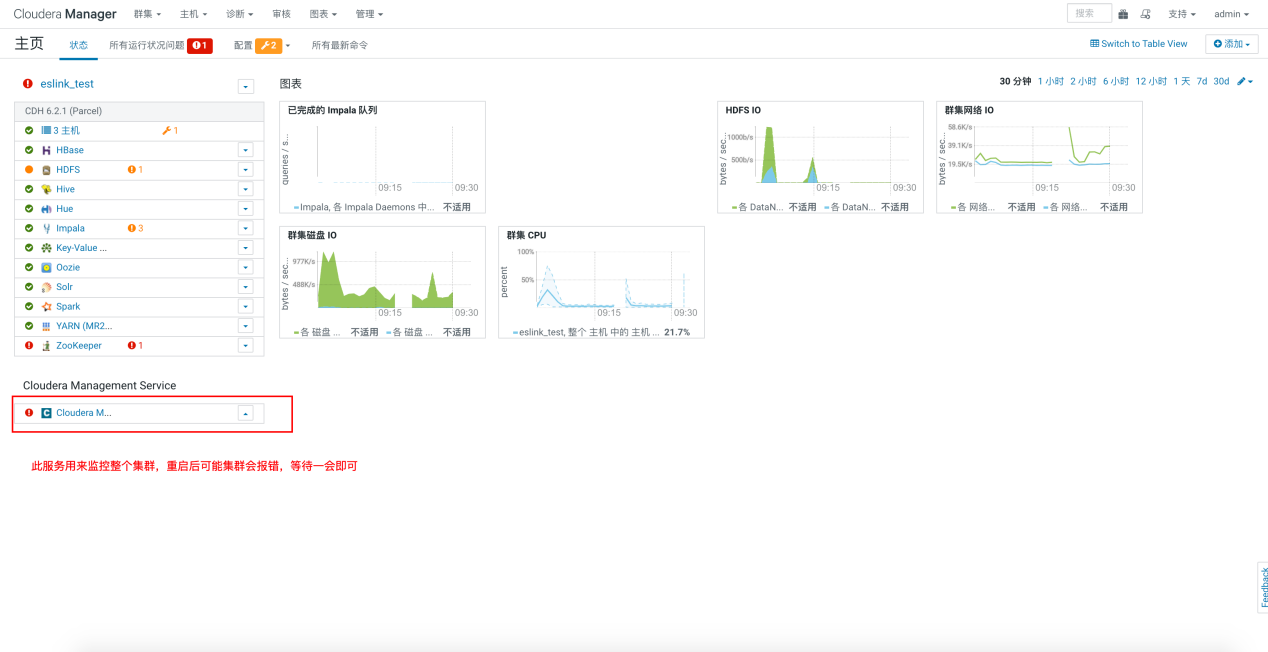 Cloudera Manager 群集 主机 诊断 审核 图表 管理 搜索 支持 admin
主页 状态 所有运行状况问题 1 配置 2 所有最新命令 Switch to Table View 添加
eslink_test
图表
30 分钟 1 小时 2 小时 6 小时 12 小时 1 天 7d 30d
CDH 6.2.1 (Parcel)
3 主机 1
HBase
HDFS 1
Hive
Hue
Impala 3
Key-Value ...
Oozie
Solr
Spark
YARN (MR2...
ZooKeeper 1
已完成的 Impala 队列
queries / s...
09:15 09:30
Impala, 各 Impala Daemons 中... 不适用
HDFS IO
bytes / sec...
1000b/s
500b/s
09:15 09:30
各 DataN... 不适用 各 DataN... 不适用
群集网络 IO
bytes / sec...
58.6K/s
39.1K/s
19.5K/s
09:15 09:30
各 网络... 不适用 各 网络... 不适用
群集磁盘 IO
bytes / sec...
977K/s
488K/s
09:15 09:30
各 磁盘 ... 不适用 各 磁盘 ... 不适用
群集 CPU
percent
100%
50%
09:15 09:30
eslink_test, 整个 主机 中的 主机 ... 21.7%
Cloudera Management Service
C Cloudera M...
此服务用来监控整个集群，重启后可能集群会报错，等待一会即可
Feedback